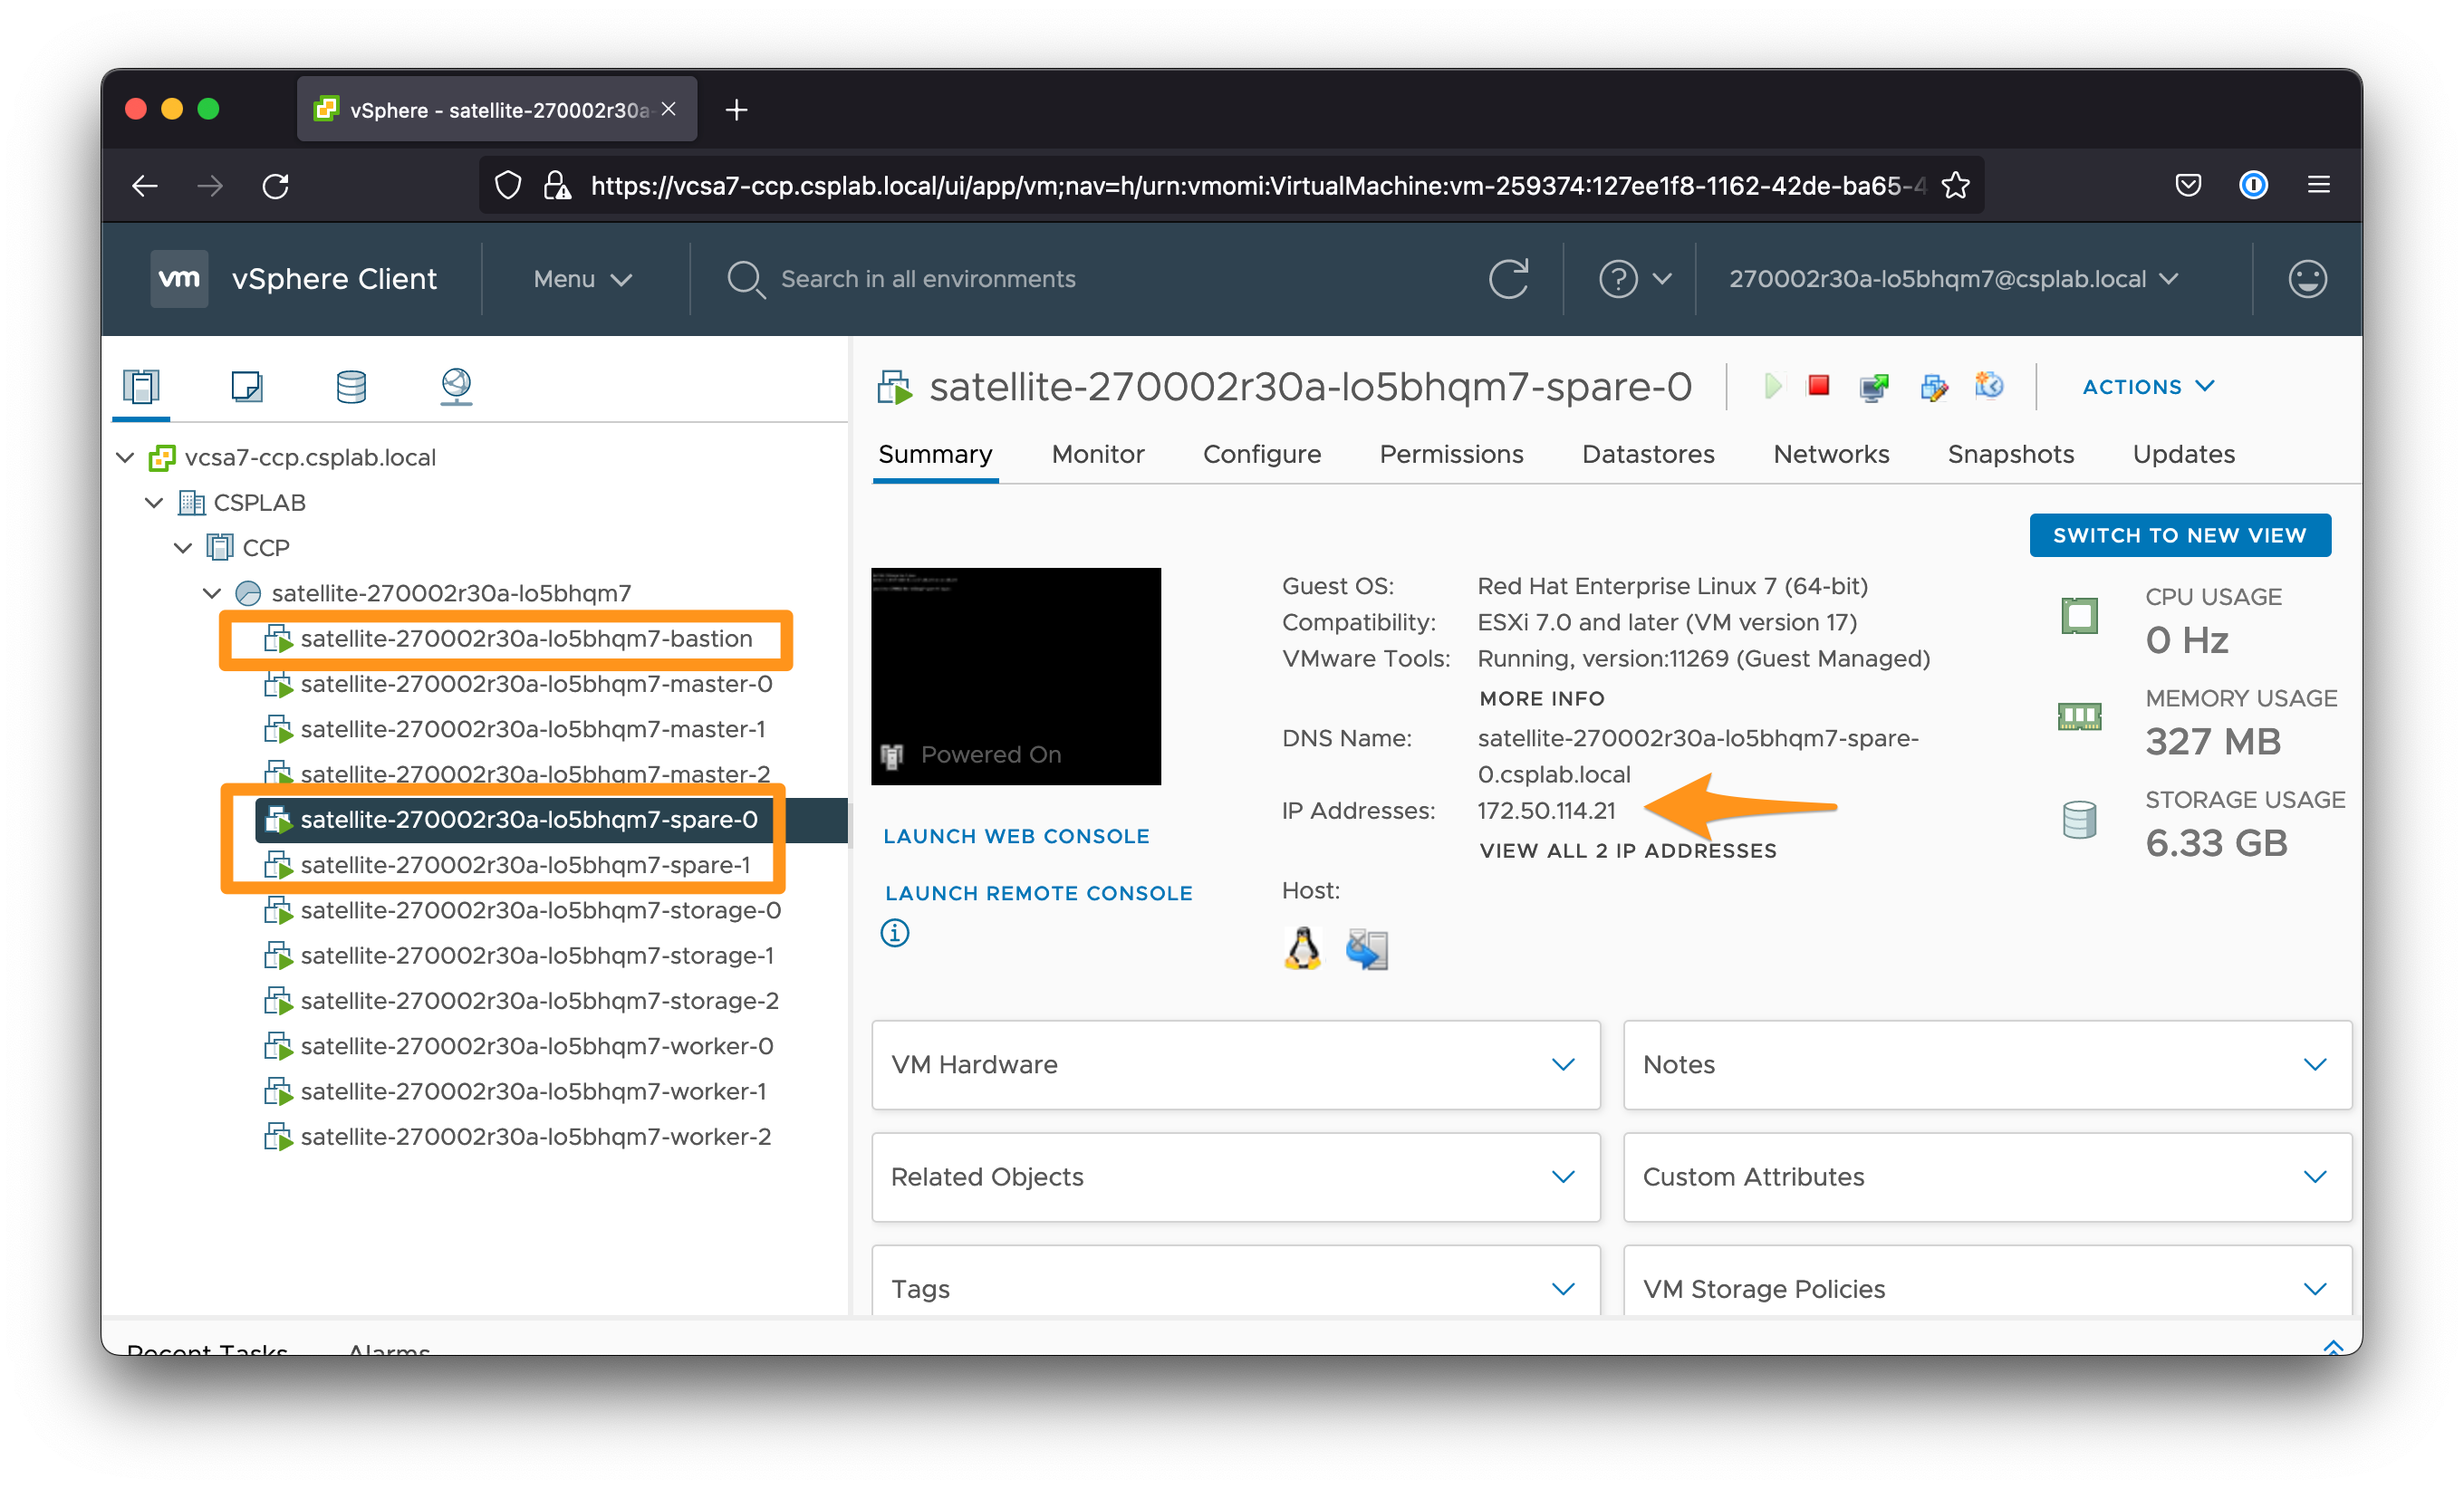 vSphere - satellite-270002r30a-
https://vcsa7-ccp.csplab.local/ui/app/vm;nav=h/urn:vmomi:VirtualMachine:vm-259374:127ee1f8-1162-42de-ba65-4
vm vSphere Client Menu Search in all environments 270002r30a-lo5bhqm7@csplab.local
vcsa7-ccp.csplab.local
CSPLAB
CCP
satellite-270002r30a-lo5bhqm7
satellite-270002r30a-lo5bhqm7-bastion
satellite-270002r30a-lo5bhqm7-master-0
satellite-270002r30a-lo5bhqm7-master-1
satellite-270002r30a-lo5bhqm7-master-2
satellite-270002r30a-lo5bhqm7-spare-0
satellite-270002r30a-lo5bhqm7-spare-1
satellite-270002r30a-lo5bhqm7-storage-0
satellite-270002r30a-lo5bhqm7-storage-1
satellite-270002r30a-lo5bhqm7-storage-2
satellite-270002r30a-lo5bhqm7-worker-0
satellite-270002r30a-lo5bhqm7-worker-1
satellite-270002r30a-lo5bhqm7-worker-2
satellite-270002r30a-lo5bhqm7-spare-0
ACTIONS
Summary Monitor Configure Permissions Datastores Networks Snapshots Updates
SWITCH TO NEW VIEW
Powered On
LAUNCH WEB CONSOLE
LAUNCH REMOTE CONSOLE
Guest OS: Red Hat Enterprise Linux 7 (64-bit)
Compatibility: ESXi 7.0 and later (VM version 17)
VMware Tools: Running, version:11269 (Guest Managed)
MORE INFO
DNS Name: satellite-270002r30a-lo5bhqm7-spare-
0.csplab.local
IP Addresses: 172.50.114.21
VIEW ALL 2 IP ADDRESSES
Host:
CPU USAGE
0 Hz
MEMORY USAGE
327 MB
STORAGE USAGE
6.33 GB
VM Hardware
Notes
Related Objects
Custom Attributes
Tags
VM Storage Policies
Recent Tasks Alarms